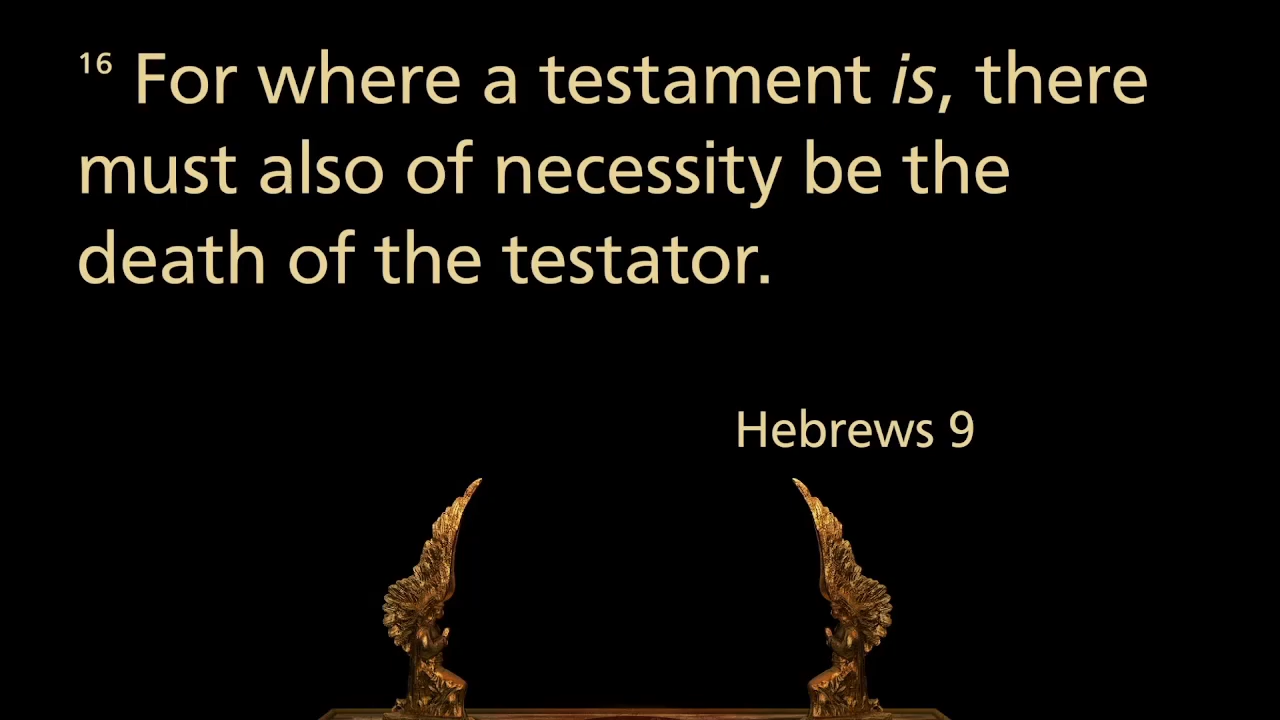 16 For where a testament is, there
must also of necessity be the
death of the testator.
Hebrews 9